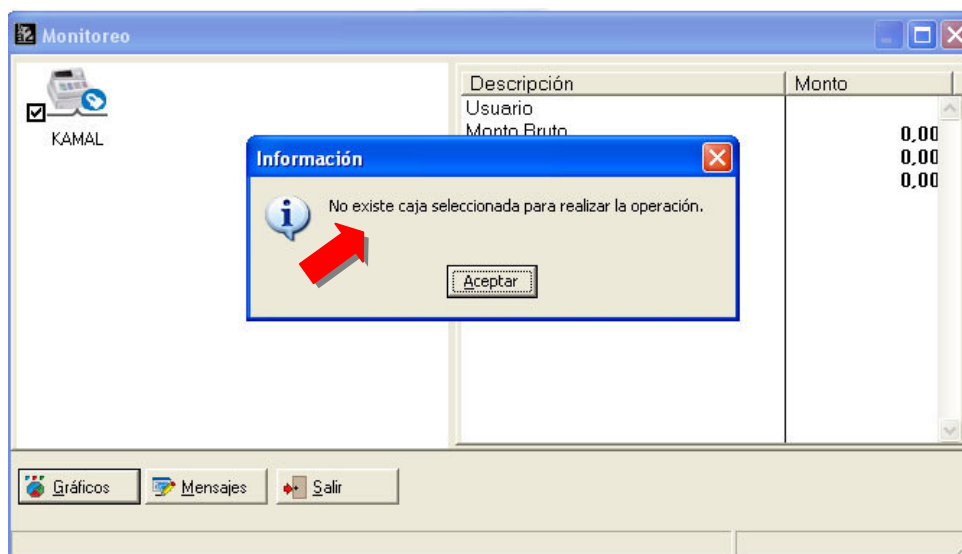 Monitoreo
KAMAL
Descripción
Monto
Usuario
Monto Bruto
0,00
0,00
0,00
Información
No existe caja seleccionada para realizar la operación.
Aceptar
Gráficos
Mensajes
Salir